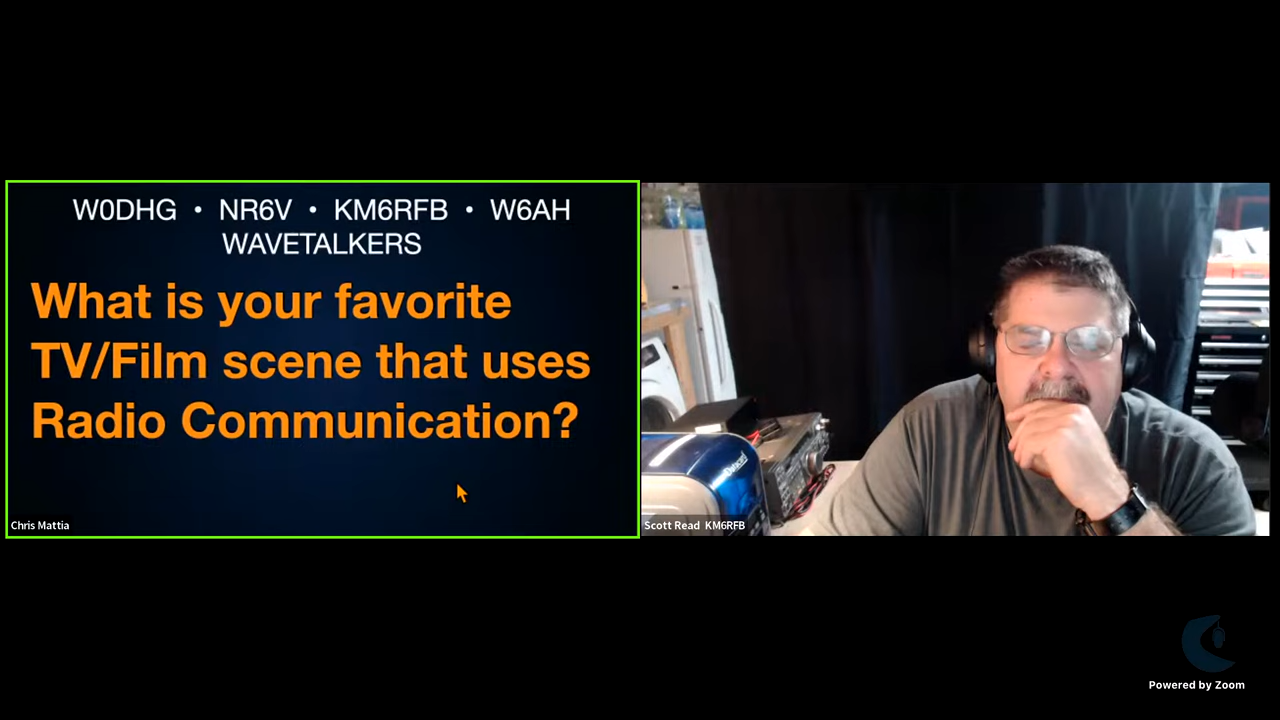 W0DHG • NR6V • KM6RFB • W6AH
WAVETALKERS
What is your favorite
TV/Film scene that uses
Radio Communication?
Chris Mattia
Scott Read KM6RFB
Powered by Zoom